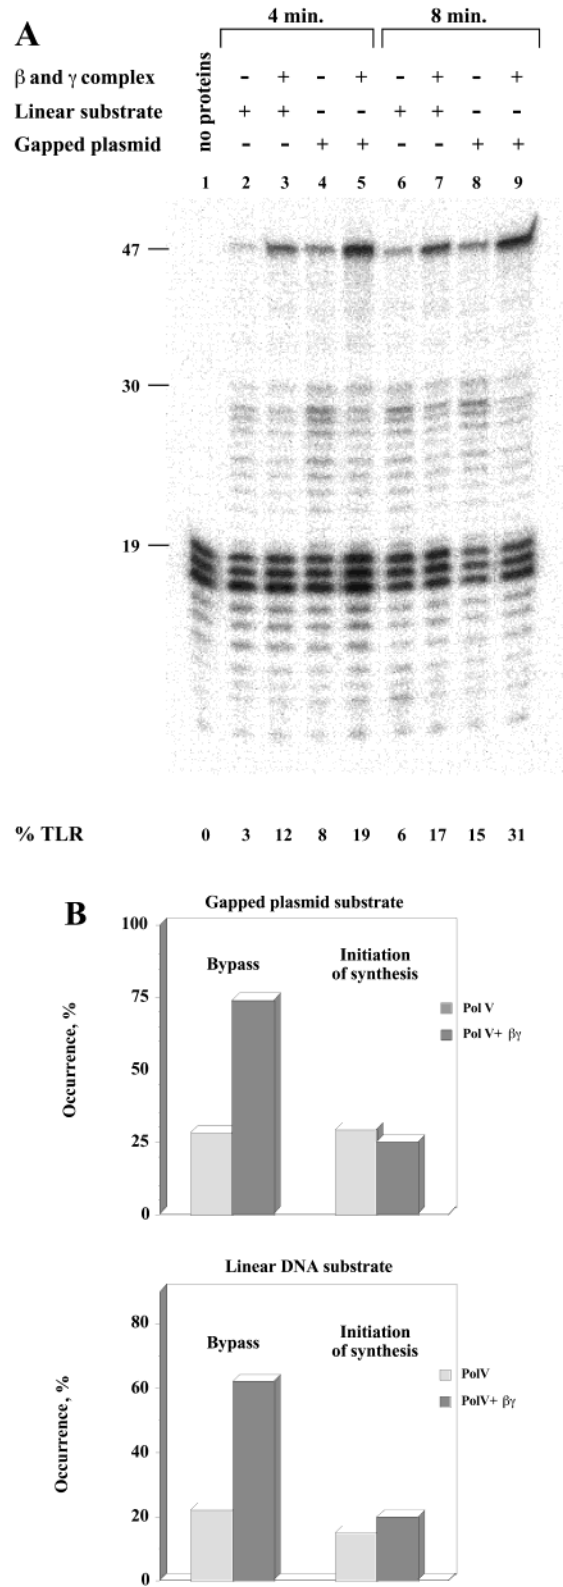 A
4 min. 8 min.
no proteins
β and γ complex - + - + - + - +
Linear substrate + + - - + + - -
Gapped plasmid - - + + - - + +
1 2 3 4 5 6 7 8 9
47
30
19
% TLR 0 3 12 8 19 6 17 15 31
B
Gapped plasmid substrate
100
75
50
25
0
Occurrence, %
Bypass
Initiation
of synthesis
Pol V
Pol V+ βγ
Linear DNA substrate
80
60
40
20
0
Occurrence, %
Bypass
Initiation
of synthesis
PolV
PolV+ βγ